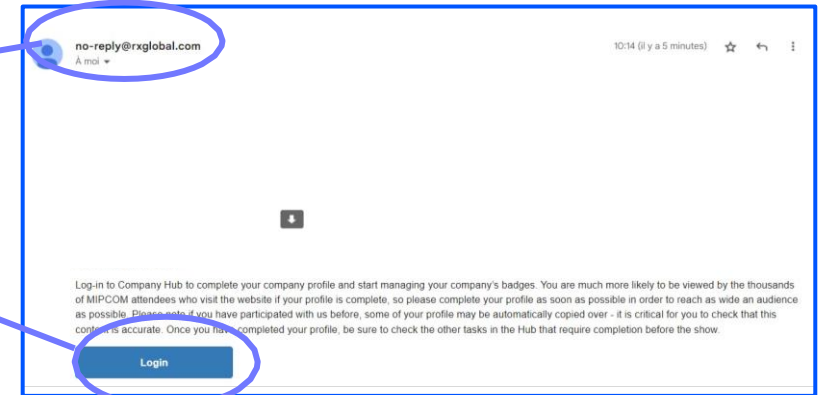 no-reply@rxglobal.com
10:14 (il y a 5 minutes)
À moi
Log-in to Company Hub to complete your company profile and start managing your company's badges. You are much more likely to be viewed by the thousands
of MIPCOM attendees who visit the website if your profile is complete, so please complete your profile as soon as possible in order to reach as wide an audience
as possible. Please note if you have participated with us before, some of your profile may be automatically copied over - it is critical for you to check that this
content is accurate. Once you have completed your profile, be sure to check the other tasks in the Hub that require completion before the show.
Login